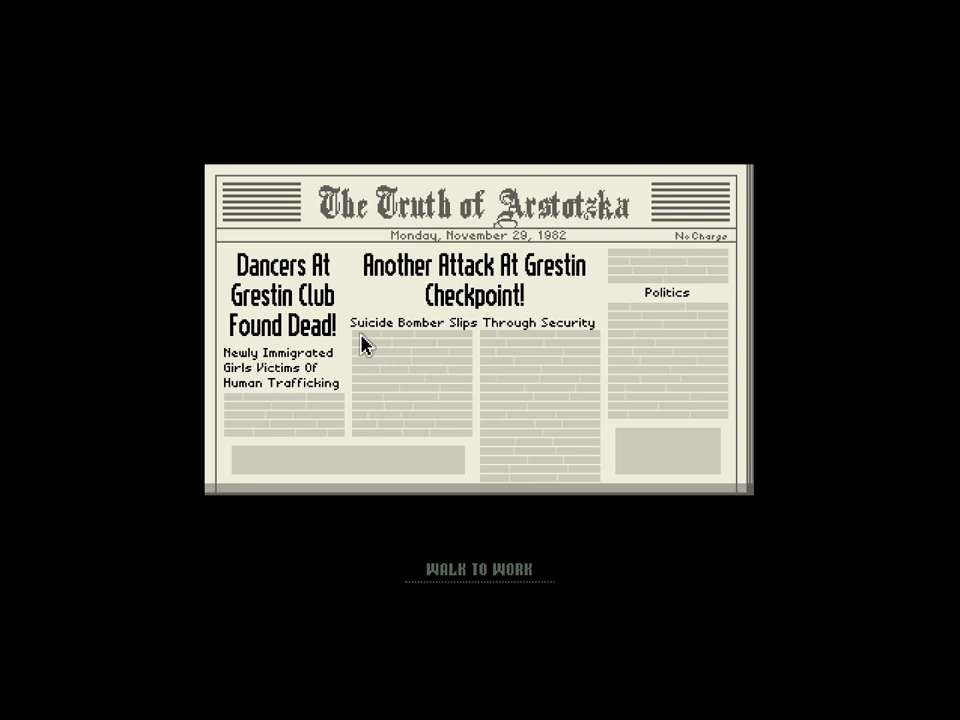 The Truth of Arstotzka
Monday, November 29, 1982
No Charge
Dancers At
Grestin Club
Found Dead!
Newly Immigrated
Girls Victims Of
Human Trafficking
Another Attack At Grestin
Checkpoint!
Suicide Bomber Slips Through Security
Politics
WALK TO WORK